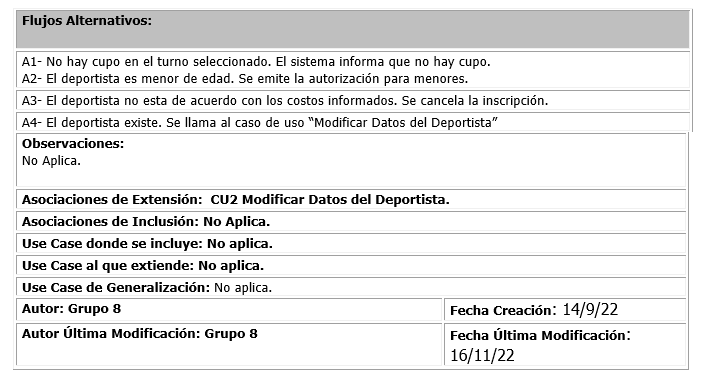 Flujos Alternativos:
A1- No hay cupo en el turno seleccionado. El sistema informa que no hay cupo.
A2- El deportista es menor de edad. Se emite la autorización para menores.
A3- El deportista no esta de acuerdo con los costos informados. Se cancela la inscripción.
A4- El deportista existe. Se llama al caso de uso “Modificar Datos del Deportista”
Observaciones:
No Aplica.
Asociaciones de Extensión: CU2 Modificar Datos del Deportista.
Asociaciones de Inclusión: No Aplica.
Use Case donde se incluye: No aplica.
Use Case al que extiende: No aplica.
Use Case de Generalización: No aplica.
Autor: Grupo 8
Fecha Creación: 14/9/22
Autor Última Modificación: Grupo 8
Fecha Última Modificación:
16/11/22